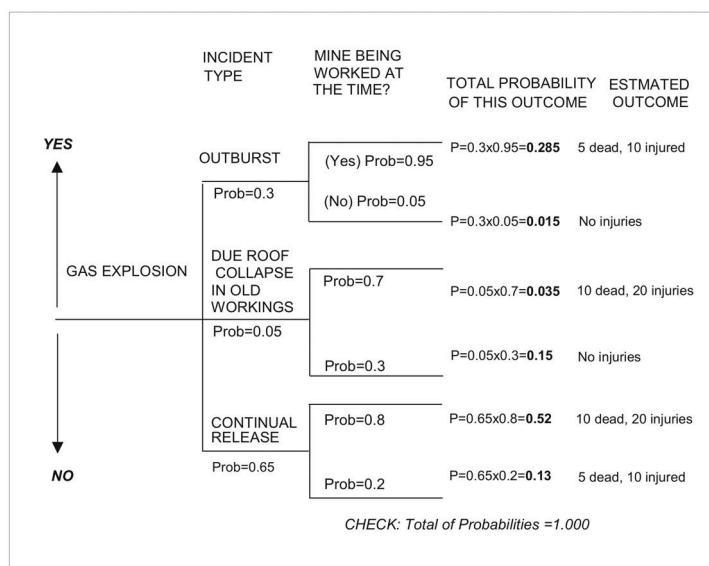 INCIDENT
TYPE
MINE BEING
WORKED AT
THE TIME?
TOTAL PROBABILITY
OF THIS OUTCOME
ESTMATED
OUTCOME
YES
OUTBURST
Prob=0.3
(Yes) Prob=0.95
P=0.3x0.95=0.285
5 dead, 10 injured
(No) Prob=0.05
P=0.3x0.05=0.015
No injuries
GAS EXPLOSION
DUE ROOF
COLLAPSE
IN OLD
WORKINGS
Prob=0.05
Prob=0.7
P=0.05x0.7=0.035
10 dead, 20 injuries
Prob=0.3
P=0.05x0.3=0.15
No injuries
CONTINUAL
RELEASE
Prob=0.65
Prob=0.8
P=0.65x0.8=0.52
10 dead, 20 injuries
Prob=0.2
P=0.65x0.2=0.13
5 dead, 10 injured
NO
CHECK: Total of Probabilities =1.000